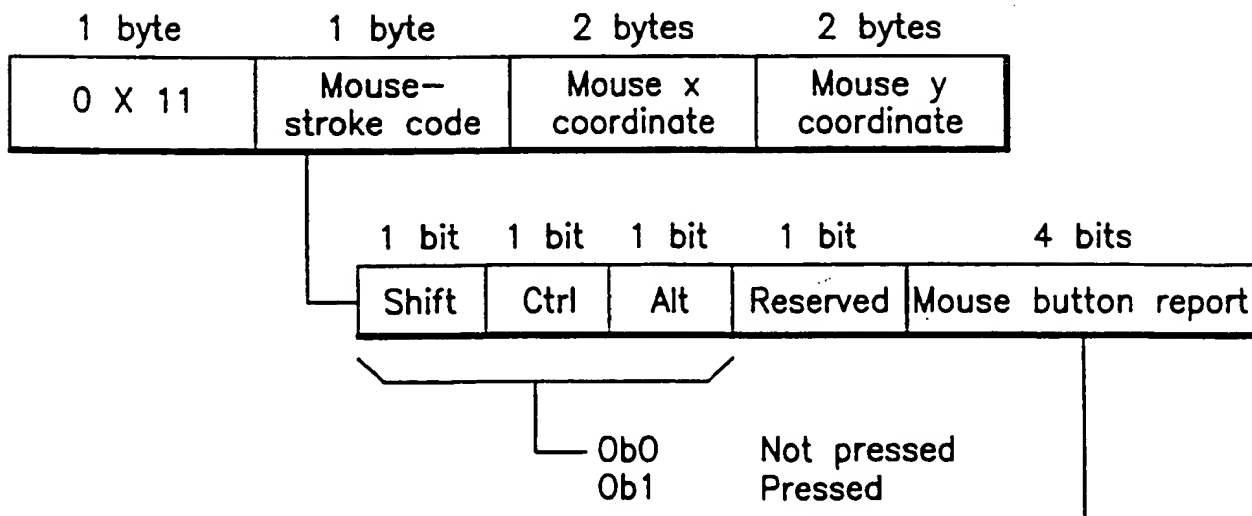 1 byte 1 byte 2 bytes 2 bytes
0 X 11 Mouse- Mouse x Mouse y
stroke code coordinate coordinate
1 bit 1 bit 1 bit 1 bit 4 bits
Shift Ctrl Alt Reserved Mouse button report
0b0 Not pressed
0b1 Pressed